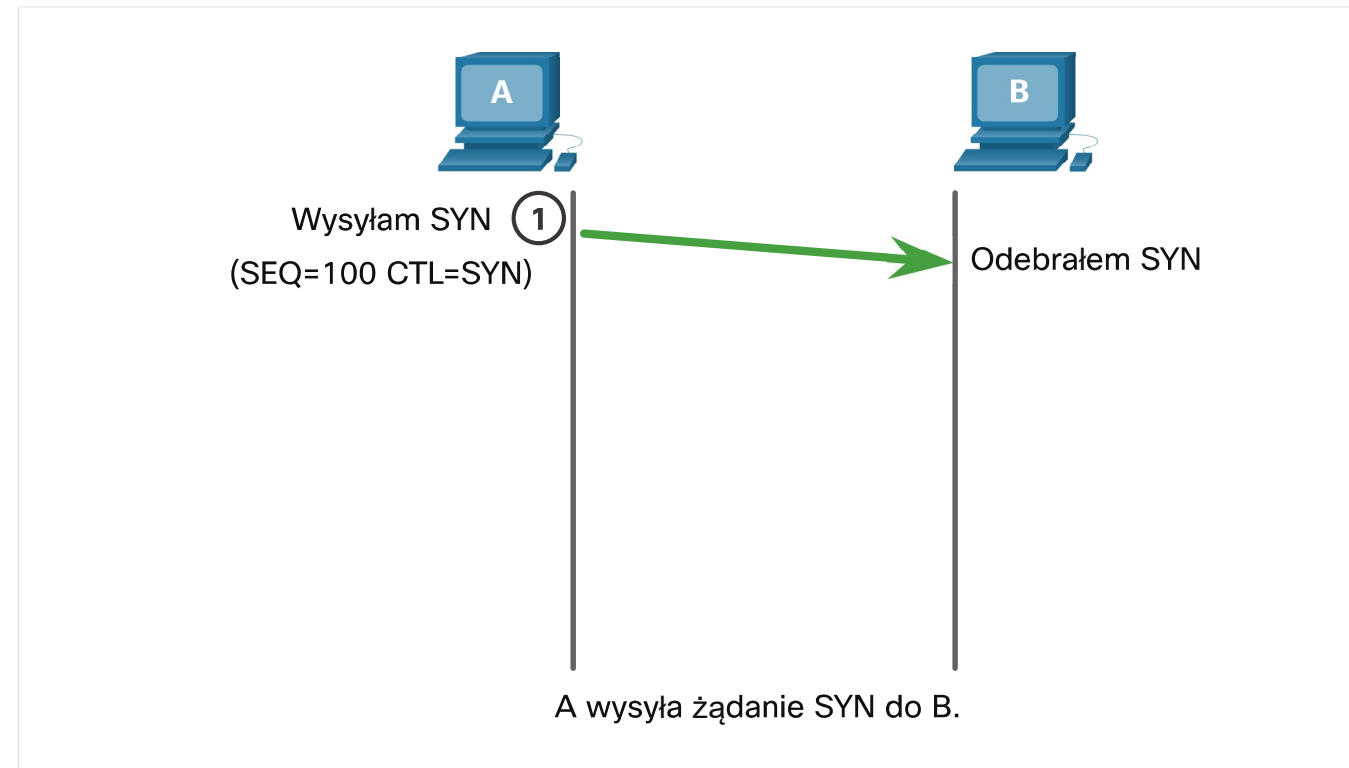 A
B
Wysyłam SYN 1
(SEQ=100 CTL=SYN)
Odebrałem SYN
A wysyła żądanie SYN do B.